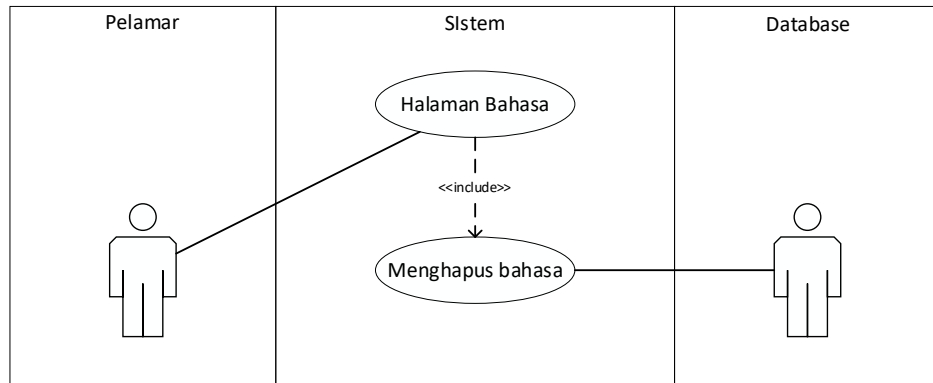 Pelamar
SIstem
Database
Halaman Bahasa
<<include>>
Menghapus bahasa